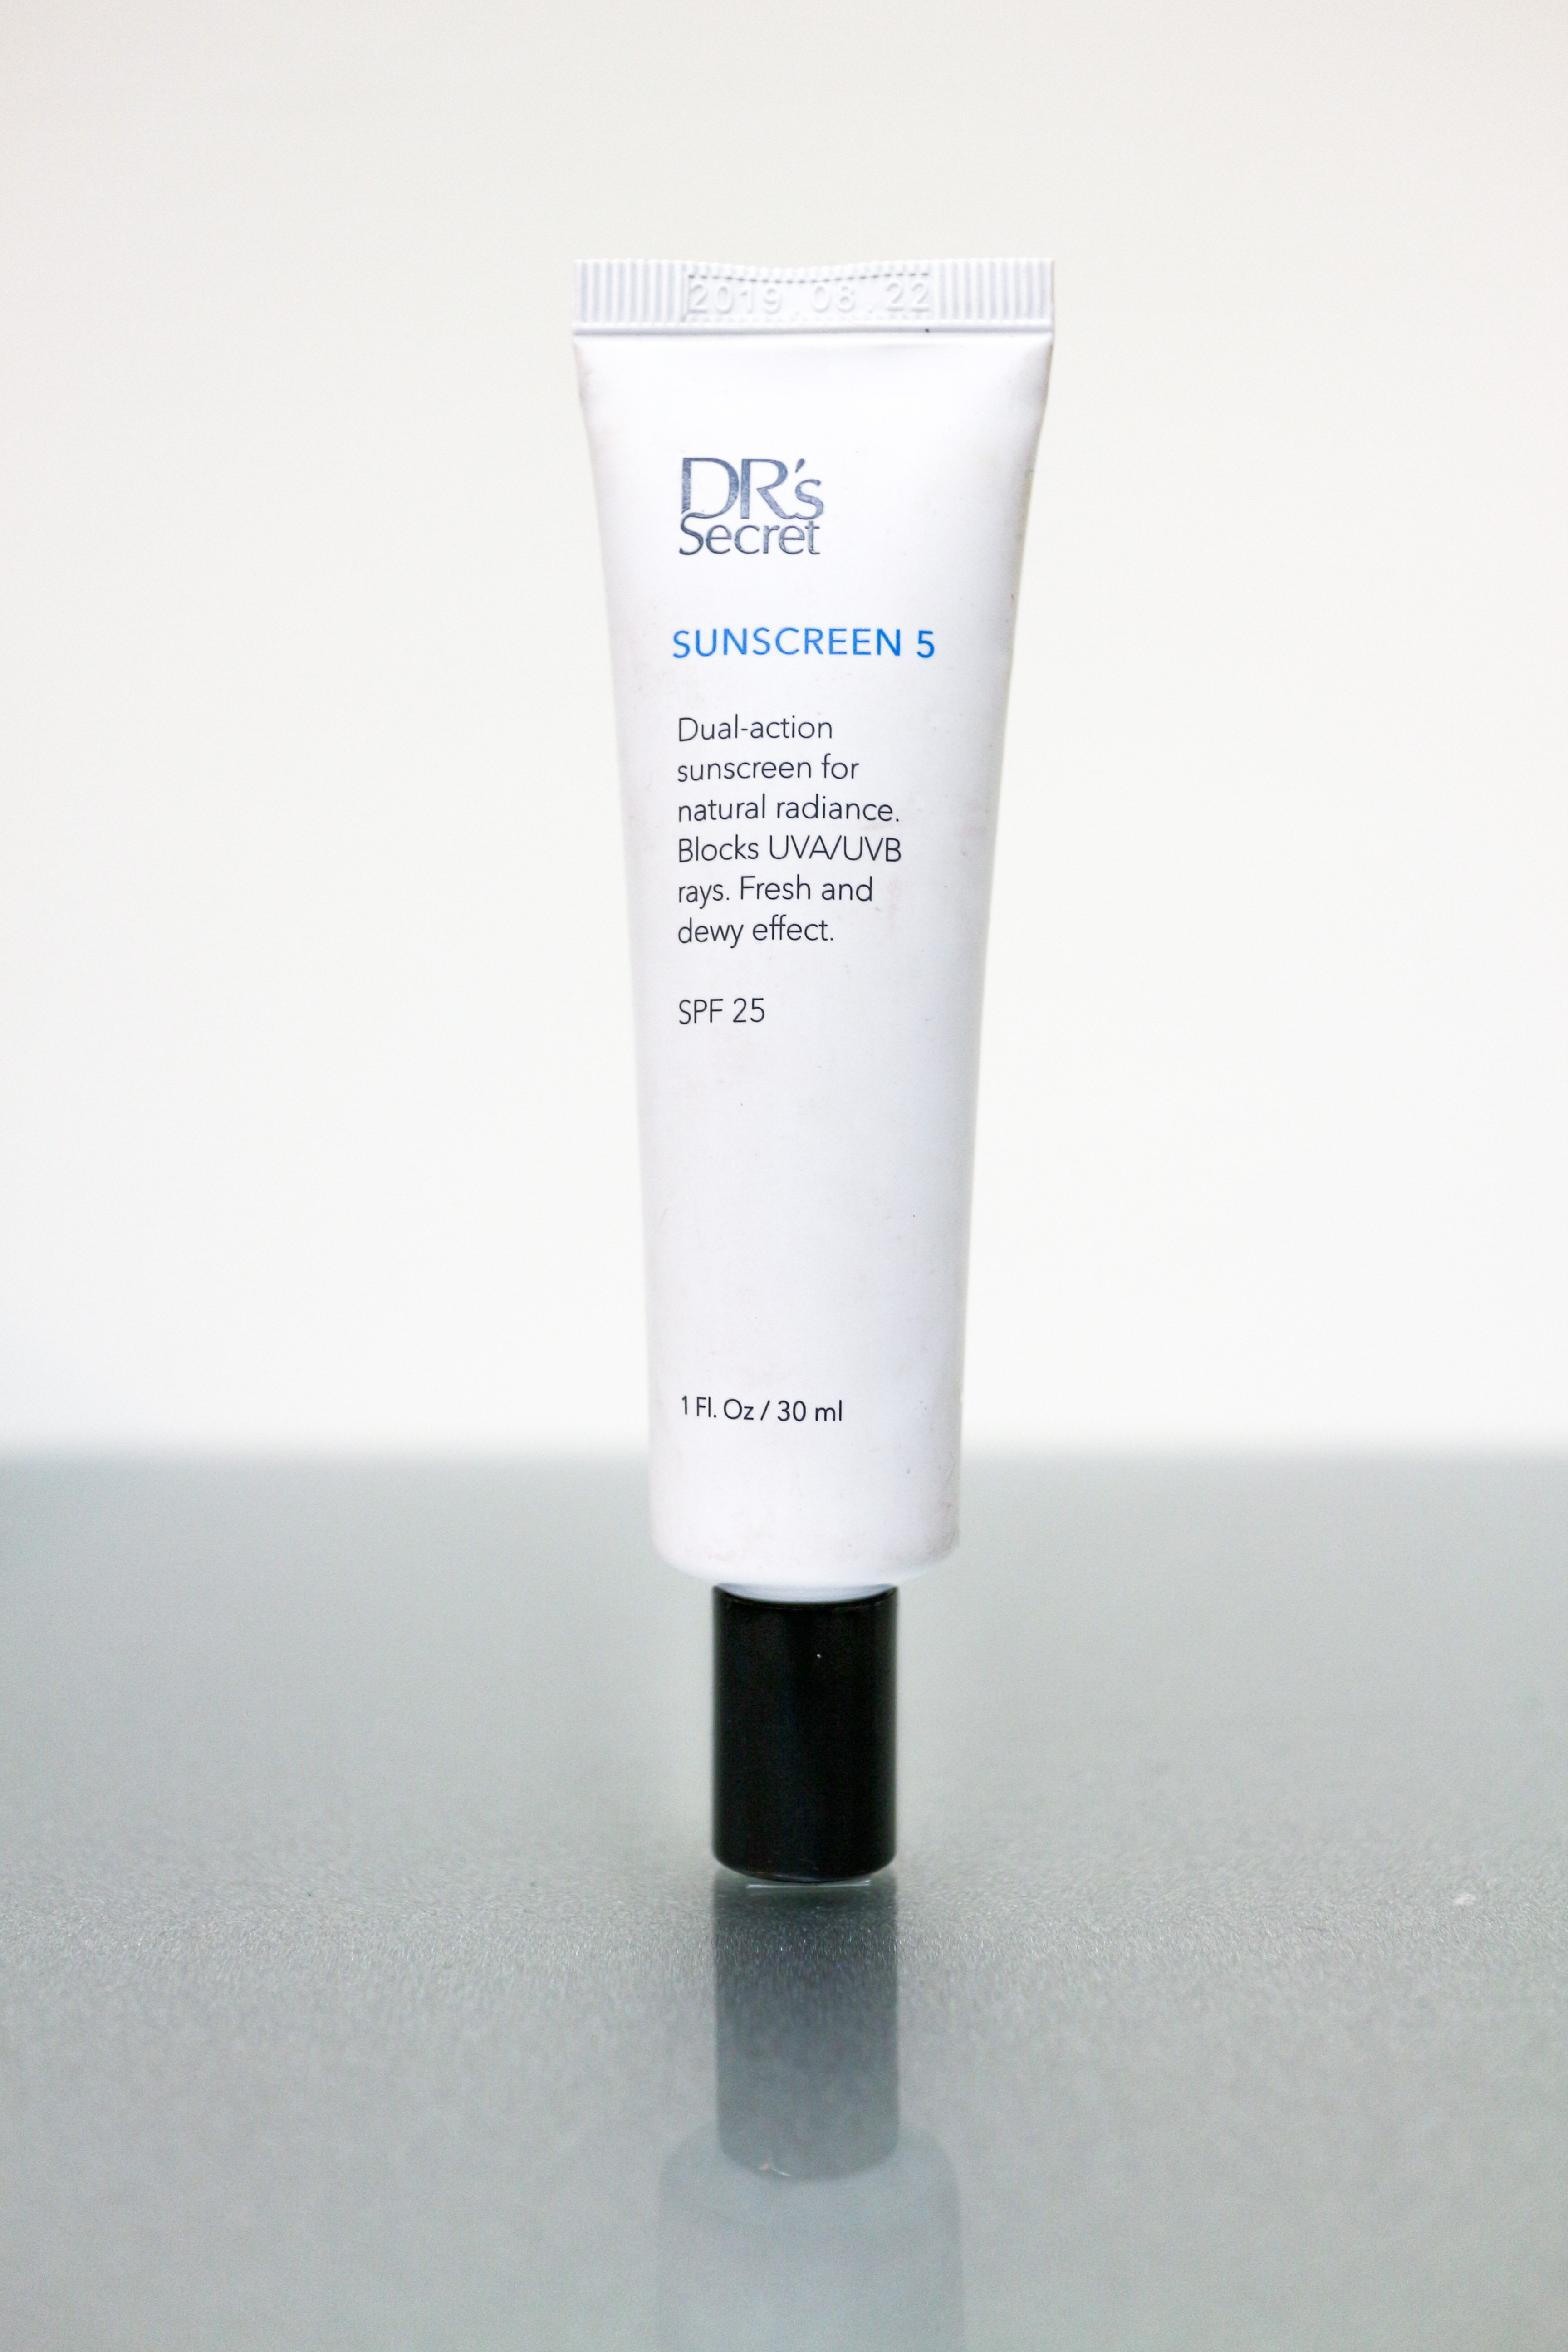 2019 08 22
DR's
Secret
SUNSCREEN 5
Dual-action
sunscreen for
natural radiance.
Blocks UVA/UVB
rays. Fresh and
dewy effect.
SPF 25
1 Fl. Oz / 30 ml